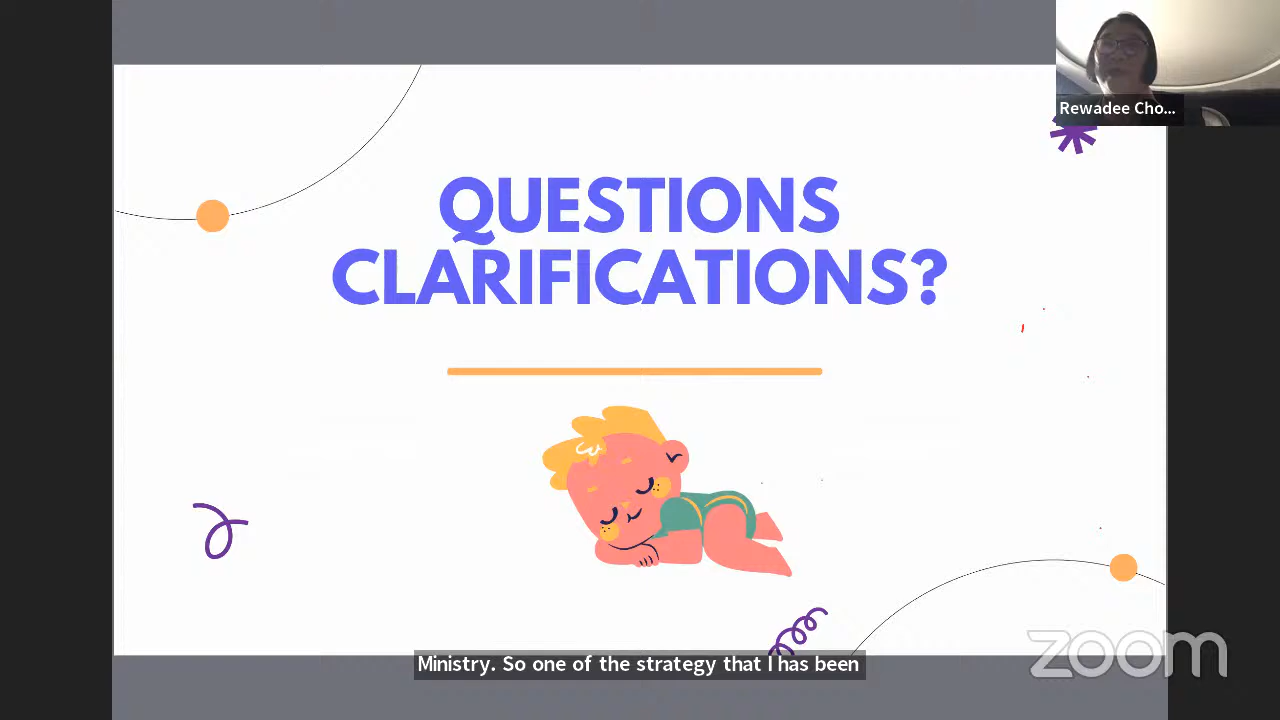 Rewadee Cho...
QUESTIONS
CLARIFICATIONS?
zoom
Ministry. So one of the strategy that I has been